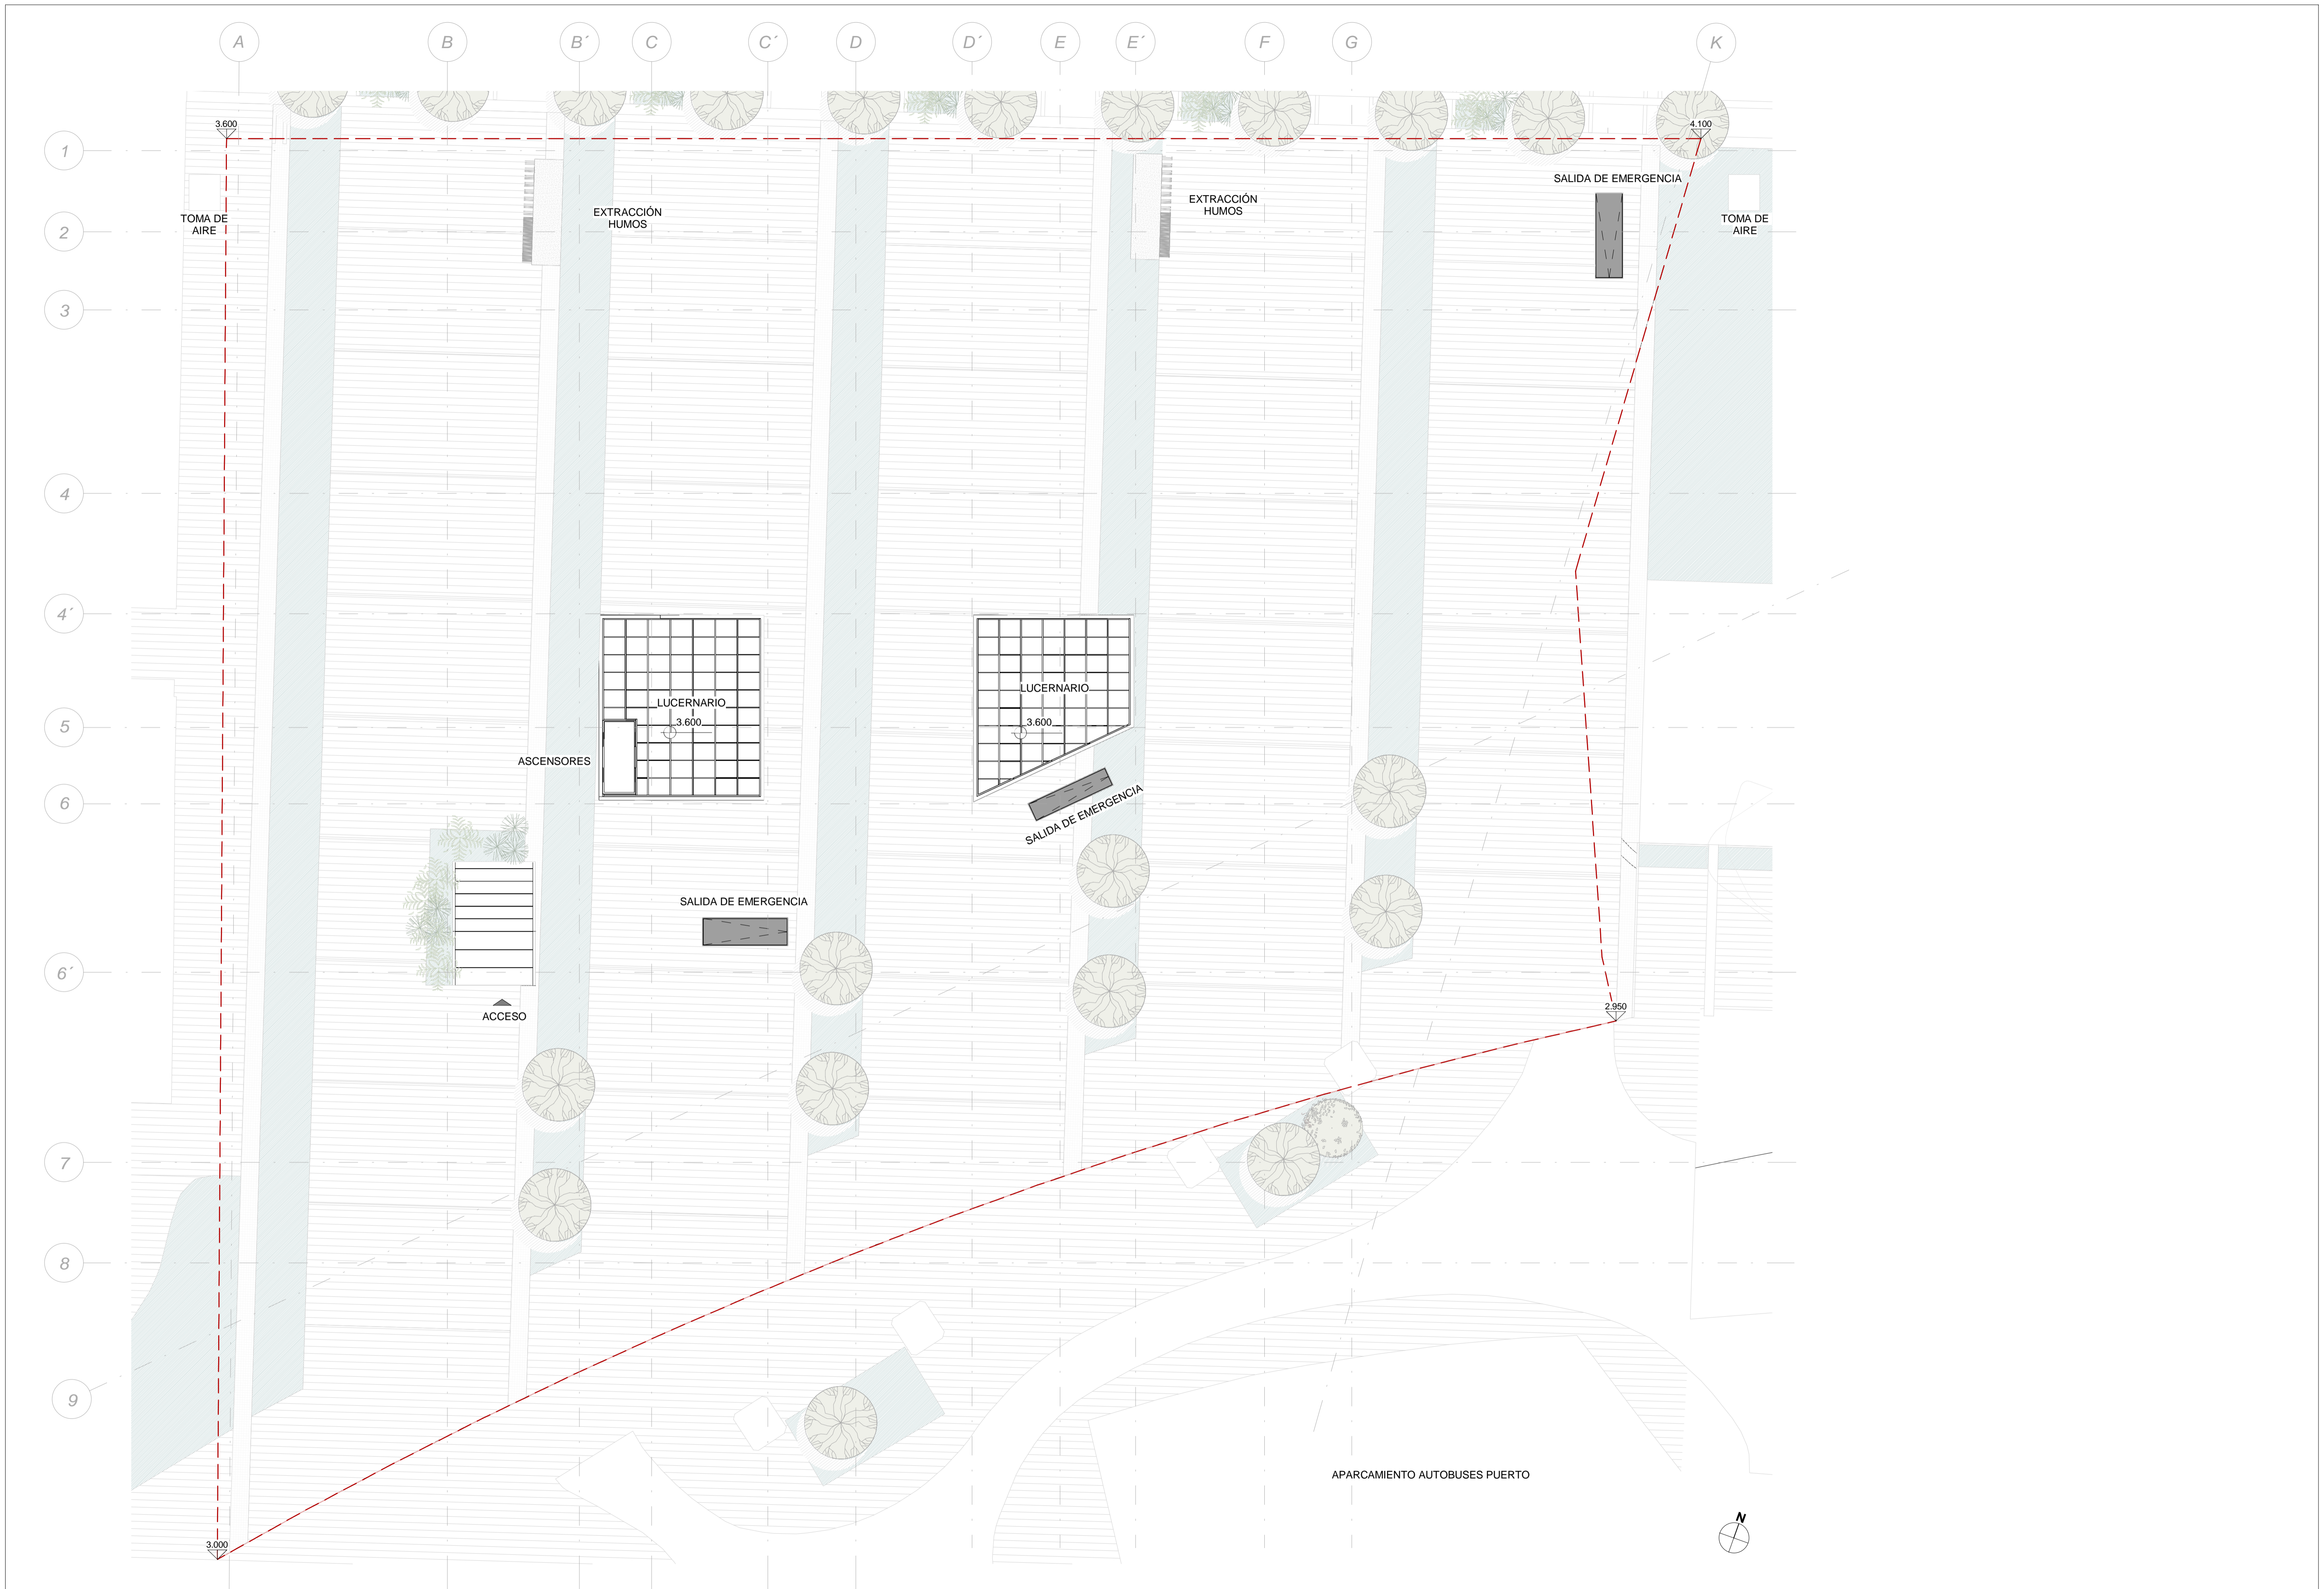 A
B
B´
C
C´
D
D´
E
E´
F
G
K
3.600
4.100
1
SALIDA DE EMERGENCIA
EXTRACCIÓN
HUMOS
EXTRACCIÓN
HUMOS
TOMA DE
AIRE
TOMA DE
AIRE
2
3
4
4´
LUCERNARIO
3.600
LUCERNARIO
3.600
5
ASCENSORES
6
SALIDA DE EMERGENCIA
SALIDA DE EMERGENCIA
6´
ACCESO
2.950
7
8
9
APARCAMIENTO AUTOBUSES PUERTO
N
3.000